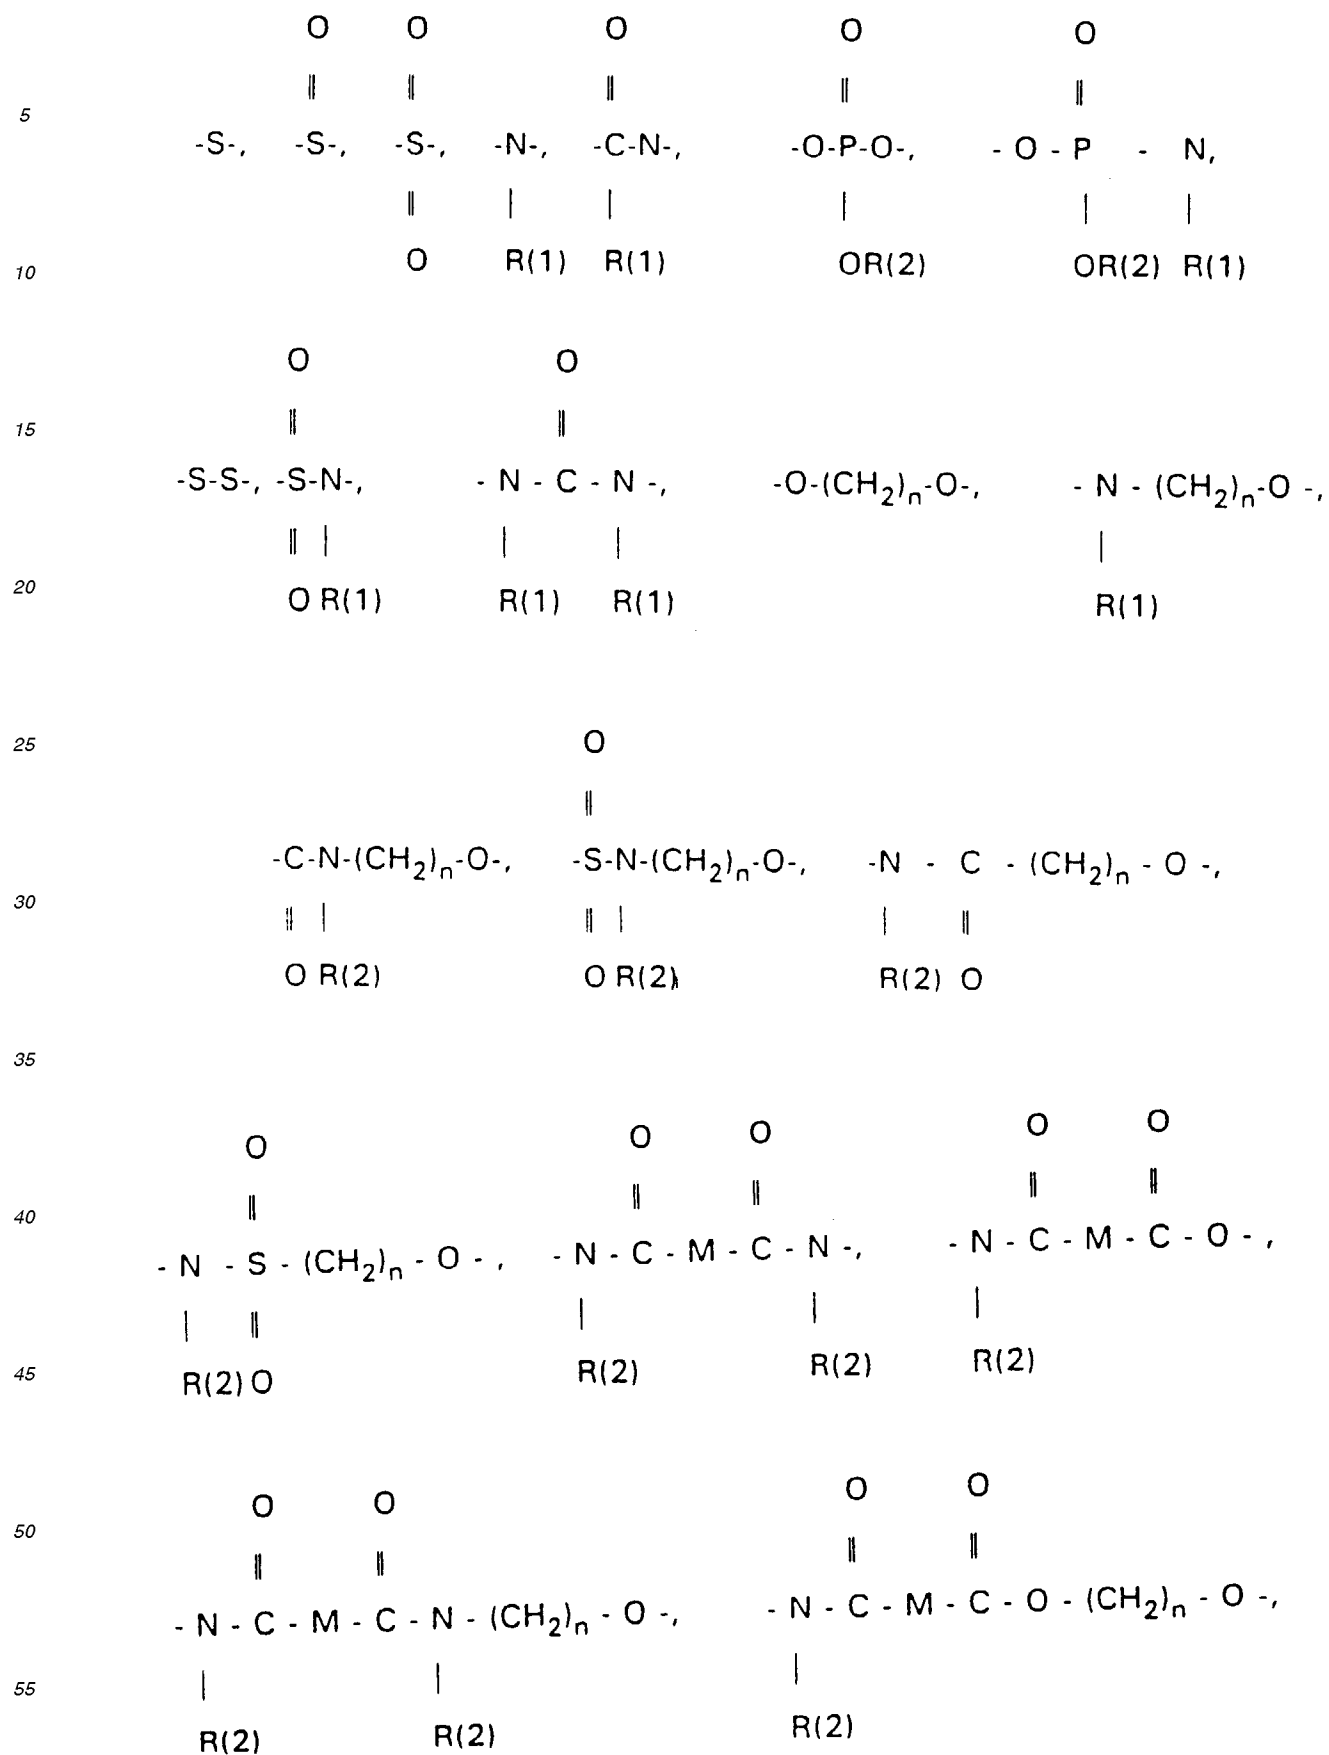 O O O O O
|| || || || ||
5
-S-, -S-, -S-, -N-, -C-N-, -O-P-O-, - O - P - N,
|| | | | | |
10 O R(1) R(1) OR(2) OR(2) R(1)
O O
|| ||
15
-S-S-, -S-N-, - N - C - N -, -O-(CH2)n-O-, - N - (CH2)n-O -,
|| | | | |
20 O R(1) R(1) R(1) R(1)
25 O
||
-C-N-(CH2)n-O-, -S-N-(CH2)n-O-, -N - C - (CH2)n - O -,
30 || | || | | ||
O R(2) O R(2) R(2) O
35
O O O O O
|| || || || ||
40
- N - S - (CH2)n - O - , - N - C - M - C - N -, - N - C - M - C - O - ,
| || | | |
45 R(2) O R(2) R(2) R(2)
O O O O
50
|| || || ||
- N - C - M - C - N - (CH2)n - O -, - N - C - M - C - O - (CH2)n - O -,
55 | | |
R(2) R(2) R(2)